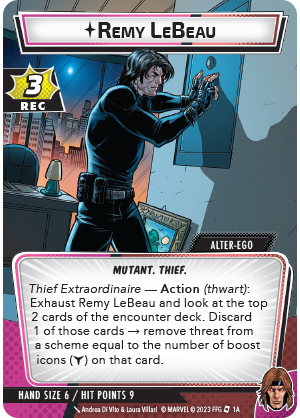 REMY LEBEAU
3
REC
ALTER-EGO
MUTANT. THIEF.
Thief Extraordinaire — Action (thwart):
Exhaust Remy LeBeau and look at the top
2 cards of the encounter deck. Discard
1 of those cards → remove threat from
a scheme equal to the number of boost
icons ( ) on that card.
HAND SIZE 6 / HIT POINTS 9
Andrea Di Vito & Laura Villari © MARVEL © 2023 FFG 1A